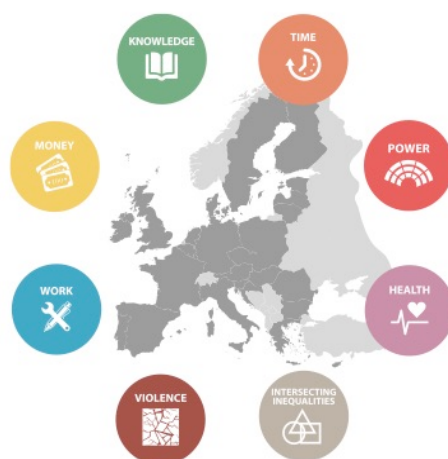 KNOWLEDGE
TIME
MONEY
POWER
WORK
HEALTH
VIOLENCE
INTERSECTING
INEQUALITIES